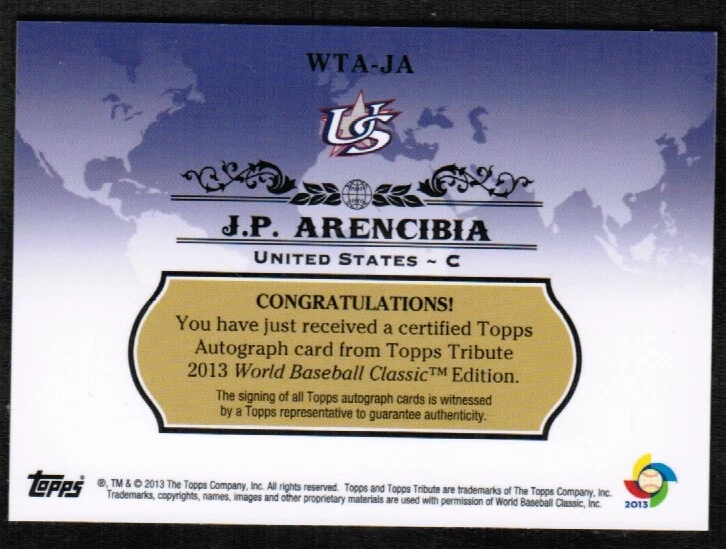 WTA-JA
US
J.P. ARENCIBIA
UNITED STATES ~ C
CONGRATULATIONS!
You have just received a certified Topps
Autograph card from Topps Tribute
2013 World Baseball Classic™ Edition.
The signing of all Topps autograph cards is witnessed
by a Topps representative to guarantee authenticity.
topps
®, TM & © 2013 The Topps Company, Inc. All rights reserved. Topps and Topps Tribute are trademarks of The Topps Company, Inc.
Trademarks, copyrights, names, images and other proprietary materials are used with permission of World Baseball Classic, Inc.
2013